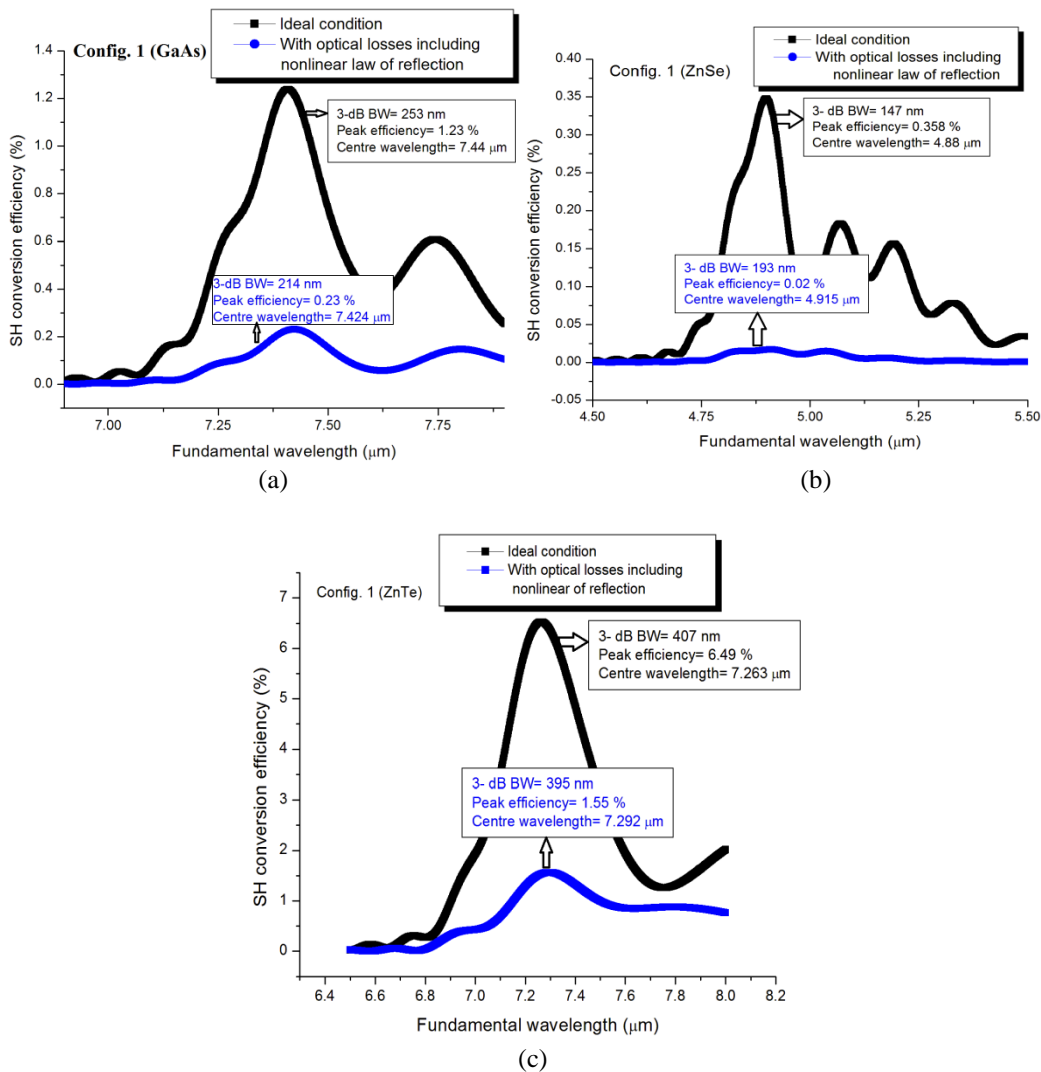 Ideal condition
With optical losses including
nonlinear law of reflection
Config. 1 (GaAs)
3-dB BW= 253 nm
Peak efficiency= 1.23 %
Centre wavelength= 7.44 μm
3-dB BW= 214 nm
Peak efficiency= 0.23 %
Centre wavelength= 7.424 μm
SH conversion efficiency (%)
1.4
1.2
1.0
0.8
0.6
0.4
0.2
0.0
7.00 7.25 7.50 7.75
Fundamental wavelength (μm)
(a)
Ideal condition
With optical losses including
nonlinear law of reflection
Config. 1 (ZnSe)
3- dB BW= 147 nm
Peak efficiency= 0.358 %
Centre wavelength= 4.88 μm
3- dB BW= 193 nm
Peak efficiency= 0.02 %
Centre wavelength= 4.915 μm
SH conversion efficiency (%)
0.40
0.35
0.30
0.25
0.20
0.15
0.10
0.05
0.00
-0.05
4.50 4.75 5.00 5.25 5.50
Fundamental wavelength (μm)
(b)
Ideal condition
With optical losses including
nonlinear of reflection
Config. 1 (ZnTe)
3- dB BW= 407 nm
Peak efficiency= 6.49 %
Centre wavelength= 7.263 μm
3- dB BW= 395 nm
Peak efficiency= 1.55 %
Centre wavelength= 7.292 μm
SH conversion efficiency (%)
7
6
5
4
3
2
1
0
6.4 6.6 6.8 7.0 7.2 7.4 7.6 7.8 8.0 8.2
Fundamental wavelength (μm)
(c)